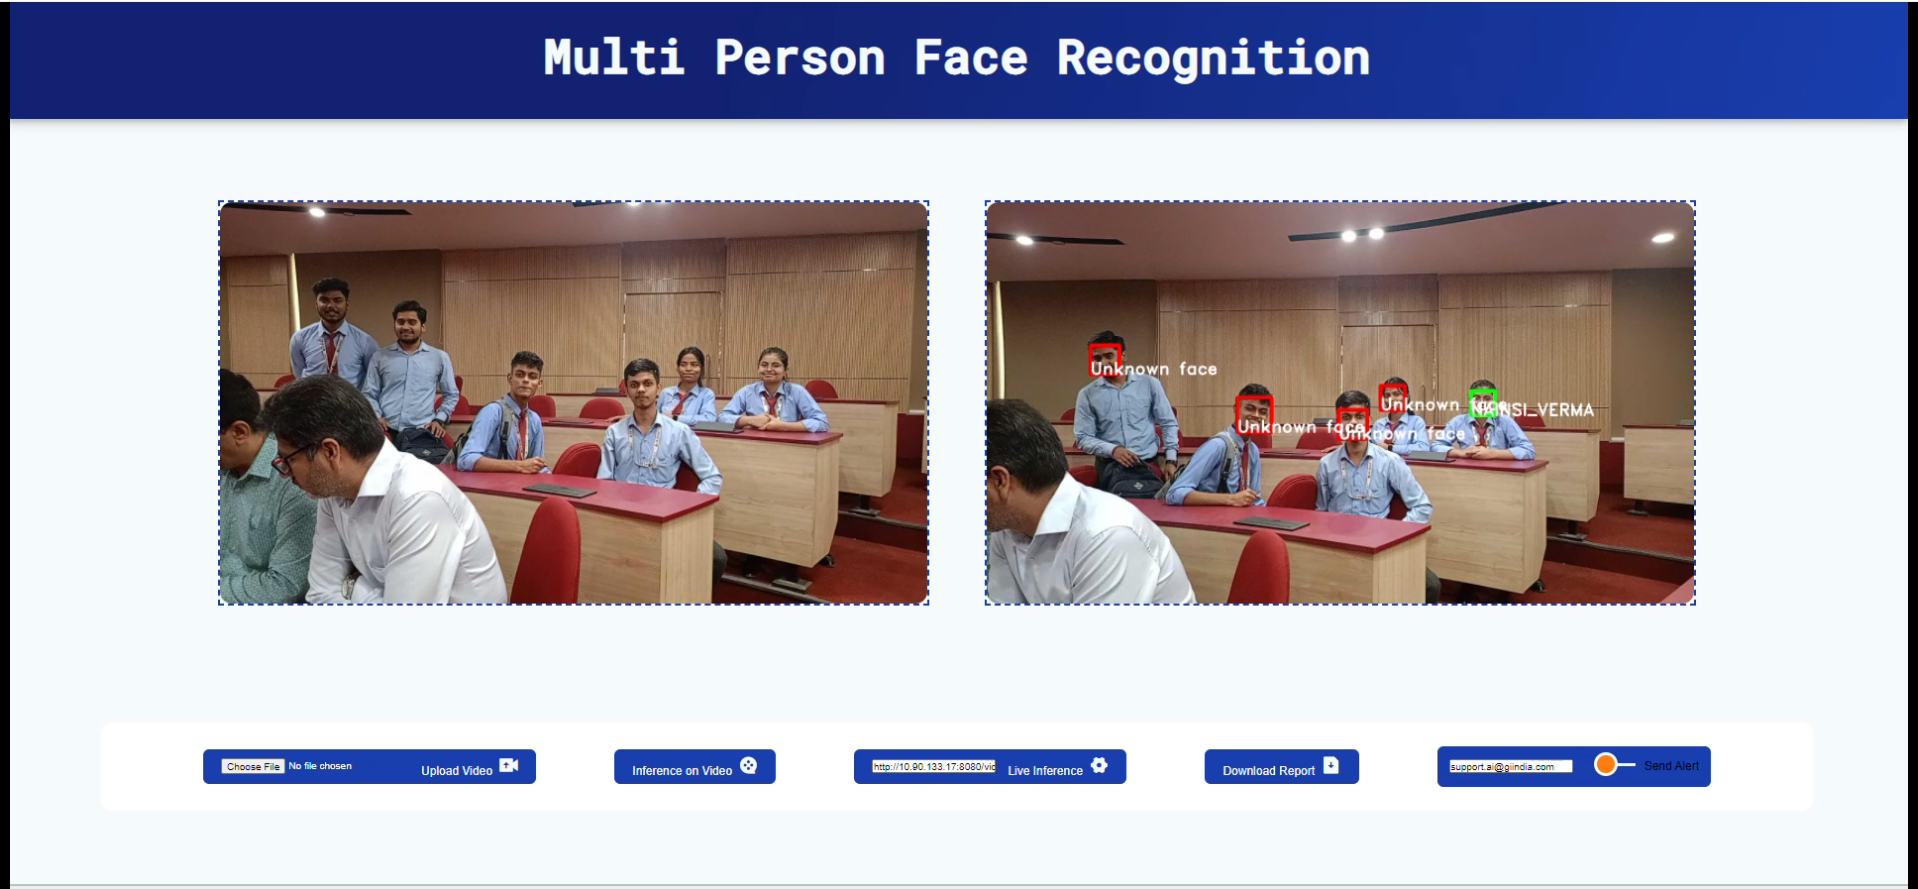 Multi Person Face Recognition
Unknown face
Unknown face
Unknown face
Unknown face
NAINSI_VERMA
Choose File No file chosen Upload Video
Inference on Video
http://10.90.133.17:8080/vid Live Inference
Download Report
support.ai@giindia.com Send Alert